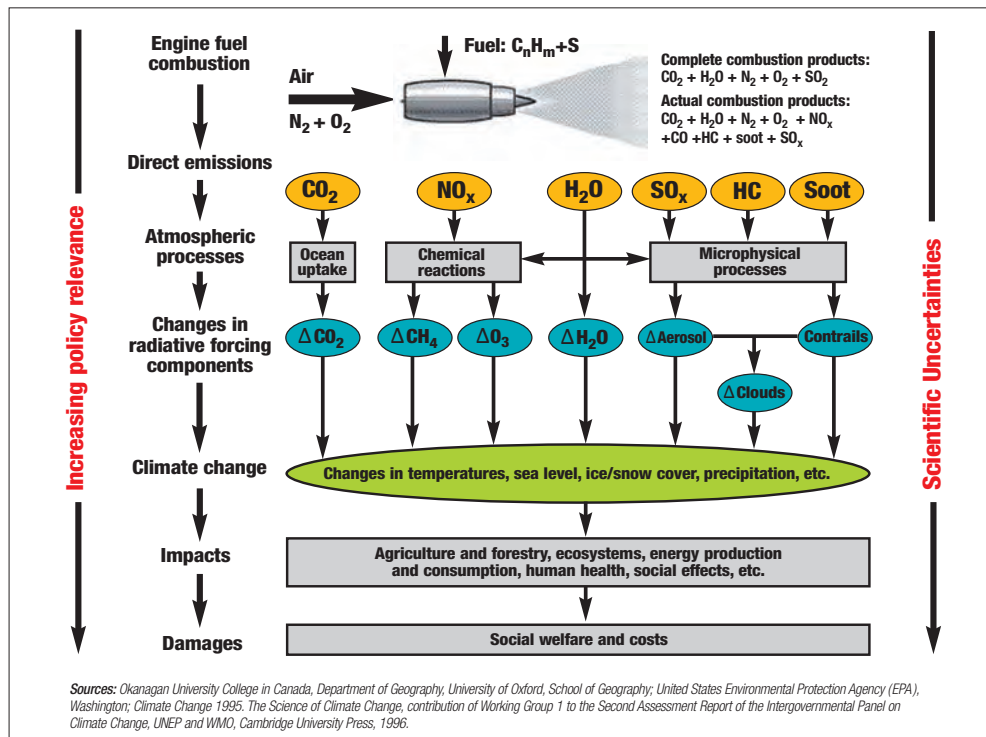 Increasing policy relevance
Engine fuel
combustion
Direct emissions
Atmospheric
processes
Changes in
radiative forcing
components
Climate change
Impacts
Damages
Air
N₂ + O₂
Fuel: CₙHₘ+S
Complete combustion products:
CO₂ + H₂O + N₂ + O₂ + SO₂
Actual combustion products:
CO₂ + H₂O + N₂ + O₂ + NOₓ
+CO +HC + soot + SOₓ
CO₂
NOₓ
H₂O
SOₓ
HC
Soot
Ocean
uptake
Chemical
reactions
Microphysical
processes
ΔCO₂
ΔCH₄
ΔO₃
ΔH₂O
ΔAerosol
Contrails
ΔClouds
Changes in temperatures, sea level, ice/snow cover, precipitation, etc.
Agriculture and forestry, ecosystems, energy production
and consumption, human health, social effects, etc.
Social welfare and costs
Scientific Uncertainties
Sources: Okanagan University College in Canada, Department of Geography, University of Oxford, School of Geography; United States Environmental Protection Agency (EPA),
Washington; Climate Change 1995. The Science of Climate Change, contribution of Working Group 1 to the Second Assessment Report of the Intergovernmental Panel on
Climate Change, UNEP and WMO, Cambridge University Press, 1996.